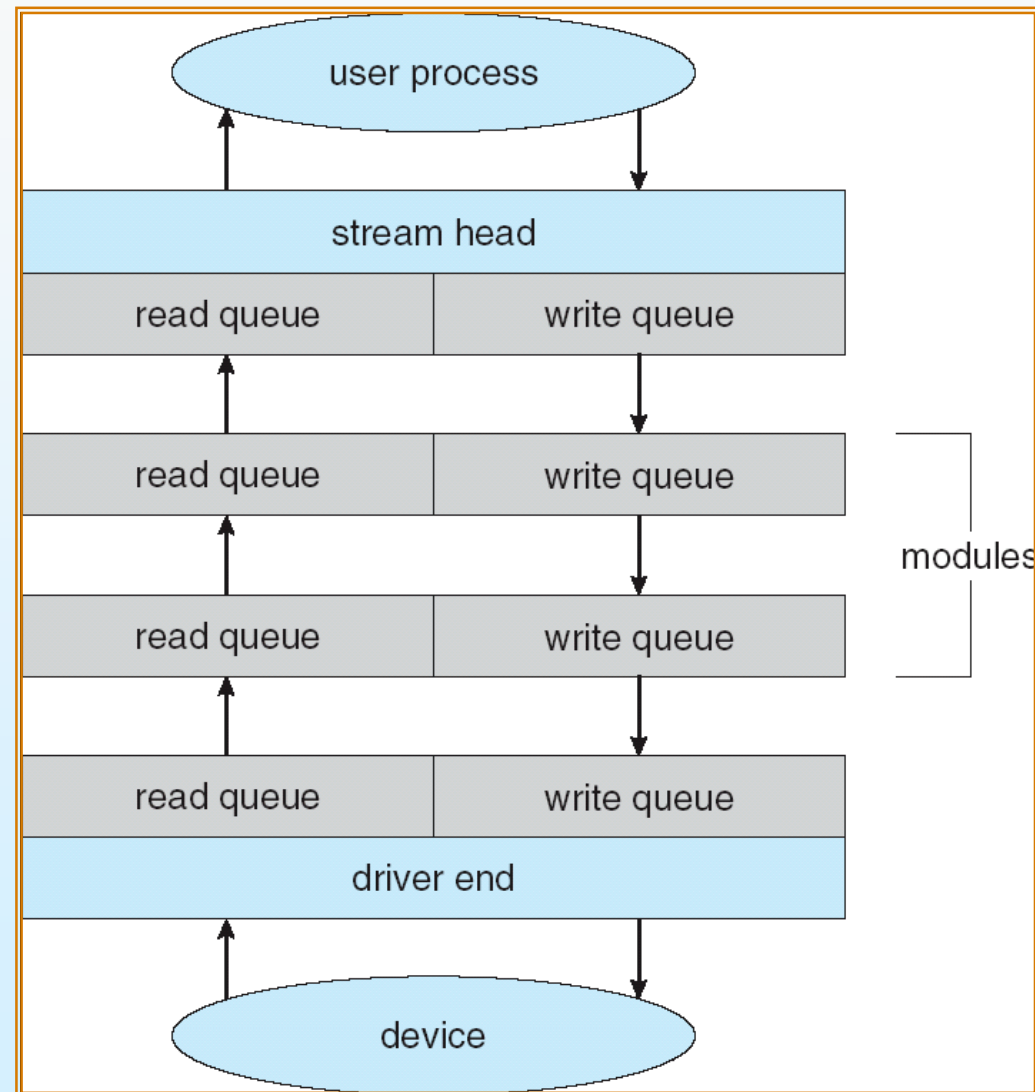 user process
stream head
read queue write queue
read queue write queue
modules
read queue write queue
read queue write queue
driver end
device